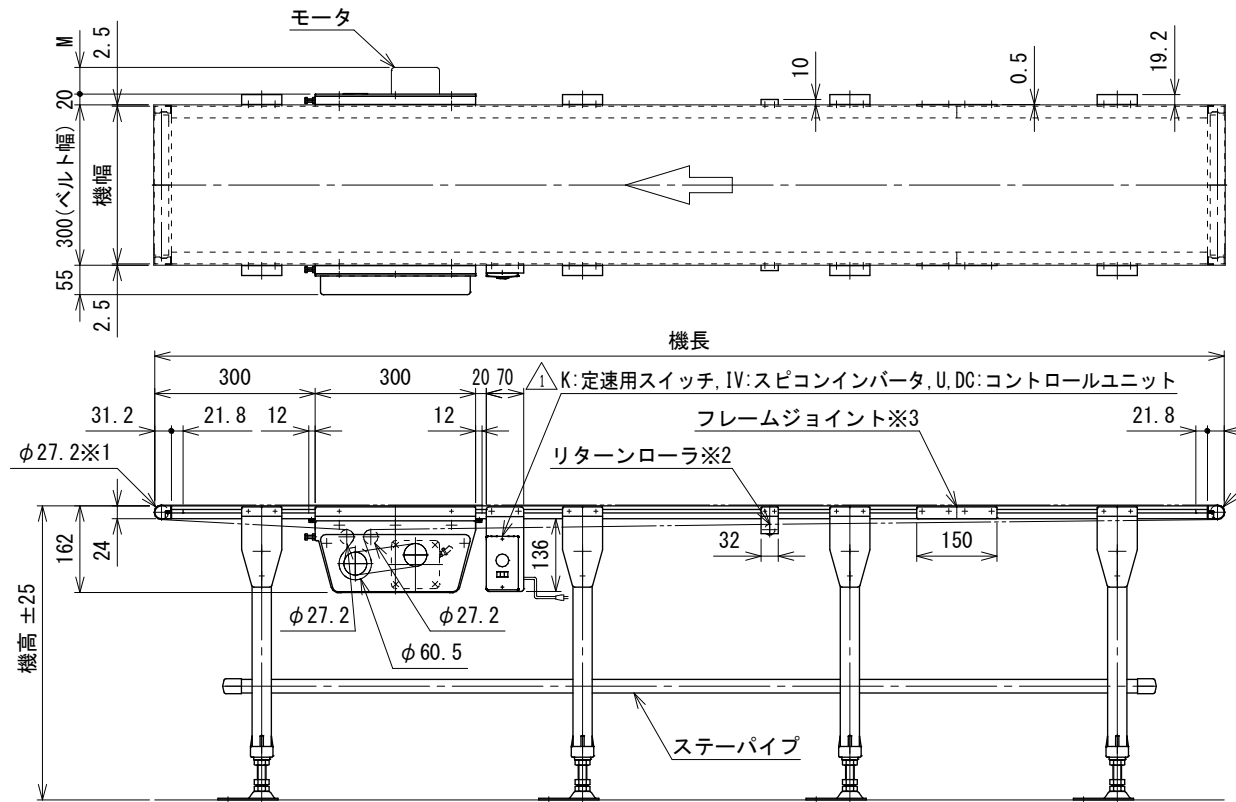 モータ
M
2.5
20
10
0.5
19.2
300(ベルト幅)
機幅
55
2.5
機長
300
300
20
70
1
K:定速用スイッチ, IV:スピコンインバータ, U, DC:コントロールユニット
31.2
21.8
12
12
フレームジョイント※3
21.8
φ27.2※1
リターンローラ※2
162
24
136
32
150
φ27.2
φ27.2
φ60.5
機高 ±25
ステーパイプ